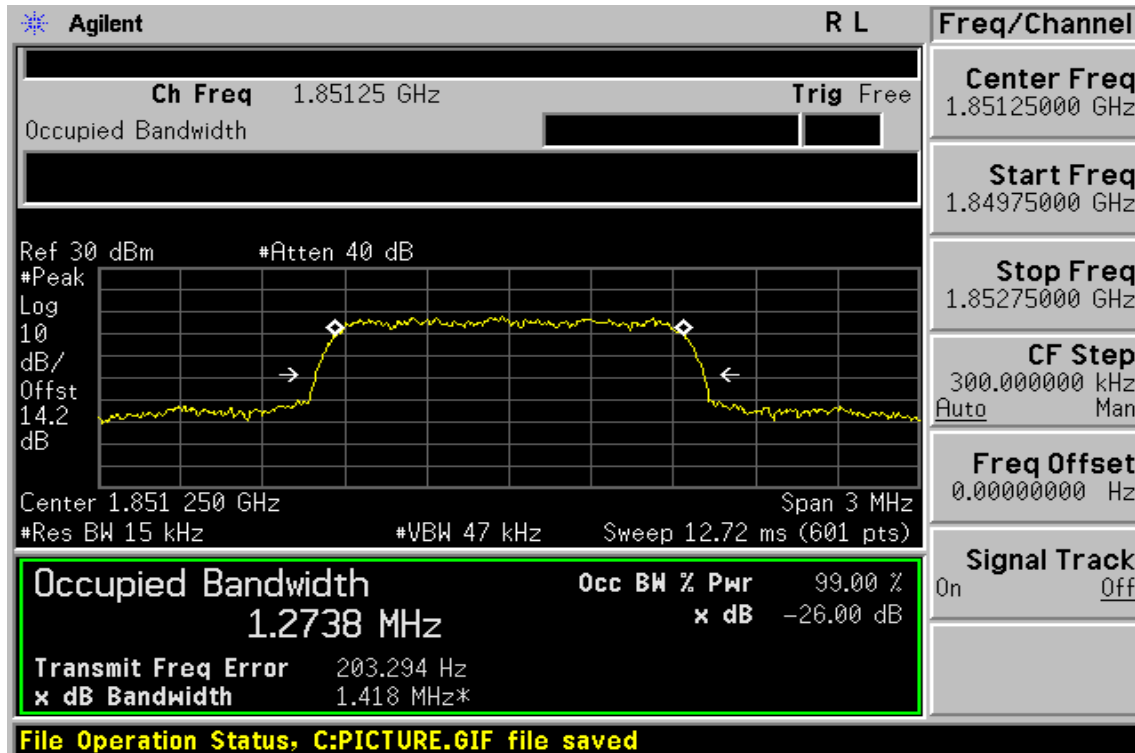 Agilent R L
Ch Freq 1.85125 GHz Trig Free
Occupied Bandwidth
Ref 30 dBm #Atten 40 dB
#Peak
Log
10
dB/
Offst
14.2
dB
Center 1.851 250 GHz Span 3 MHz
#Res BW 15 kHz #VBW 47 kHz Sweep 12.72 ms (601 pts)
Occupied Bandwidth Occ BW % Pwr 99.00 %
1.2738 MHz x dB -26.00 dB
Transmit Freq Error 203.294 Hz
x dB Bandwidth 1.418 MHz*
File Operation Status, C:PICTURE.GIF file saved
Freq/Channel
Center Freq
1.85125000 GHz
Start Freq
1.84975000 GHz
Stop Freq
1.85275000 GHz
CF Step
300.000000 kHz
Auto Man
Freq Offset
0.00000000 Hz
Signal Track
On Off